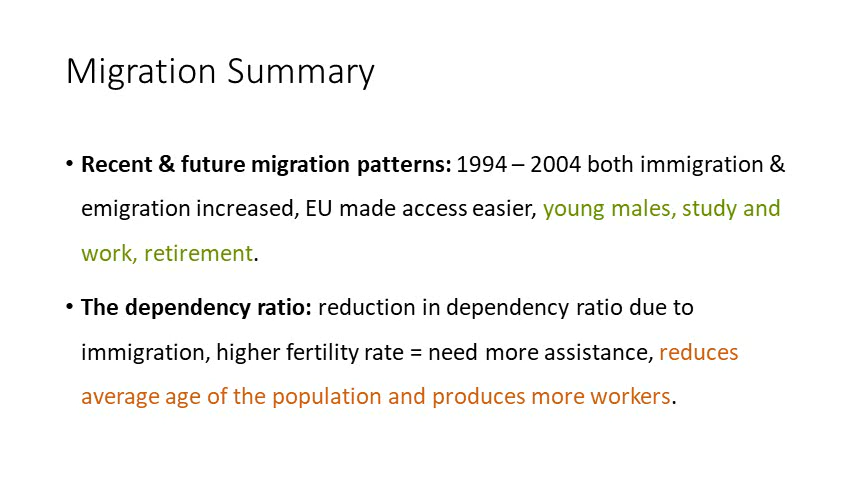 Migration Summary
• Recent & future migration patterns: 1994 – 2004 both immigration &
emigration increased, EU made access easier, young males, study and
work, retirement.
• The dependency ratio: reduction in dependency ratio due to
immigration, higher fertility rate = need more assistance, reduces
average age of the population and produces more workers.